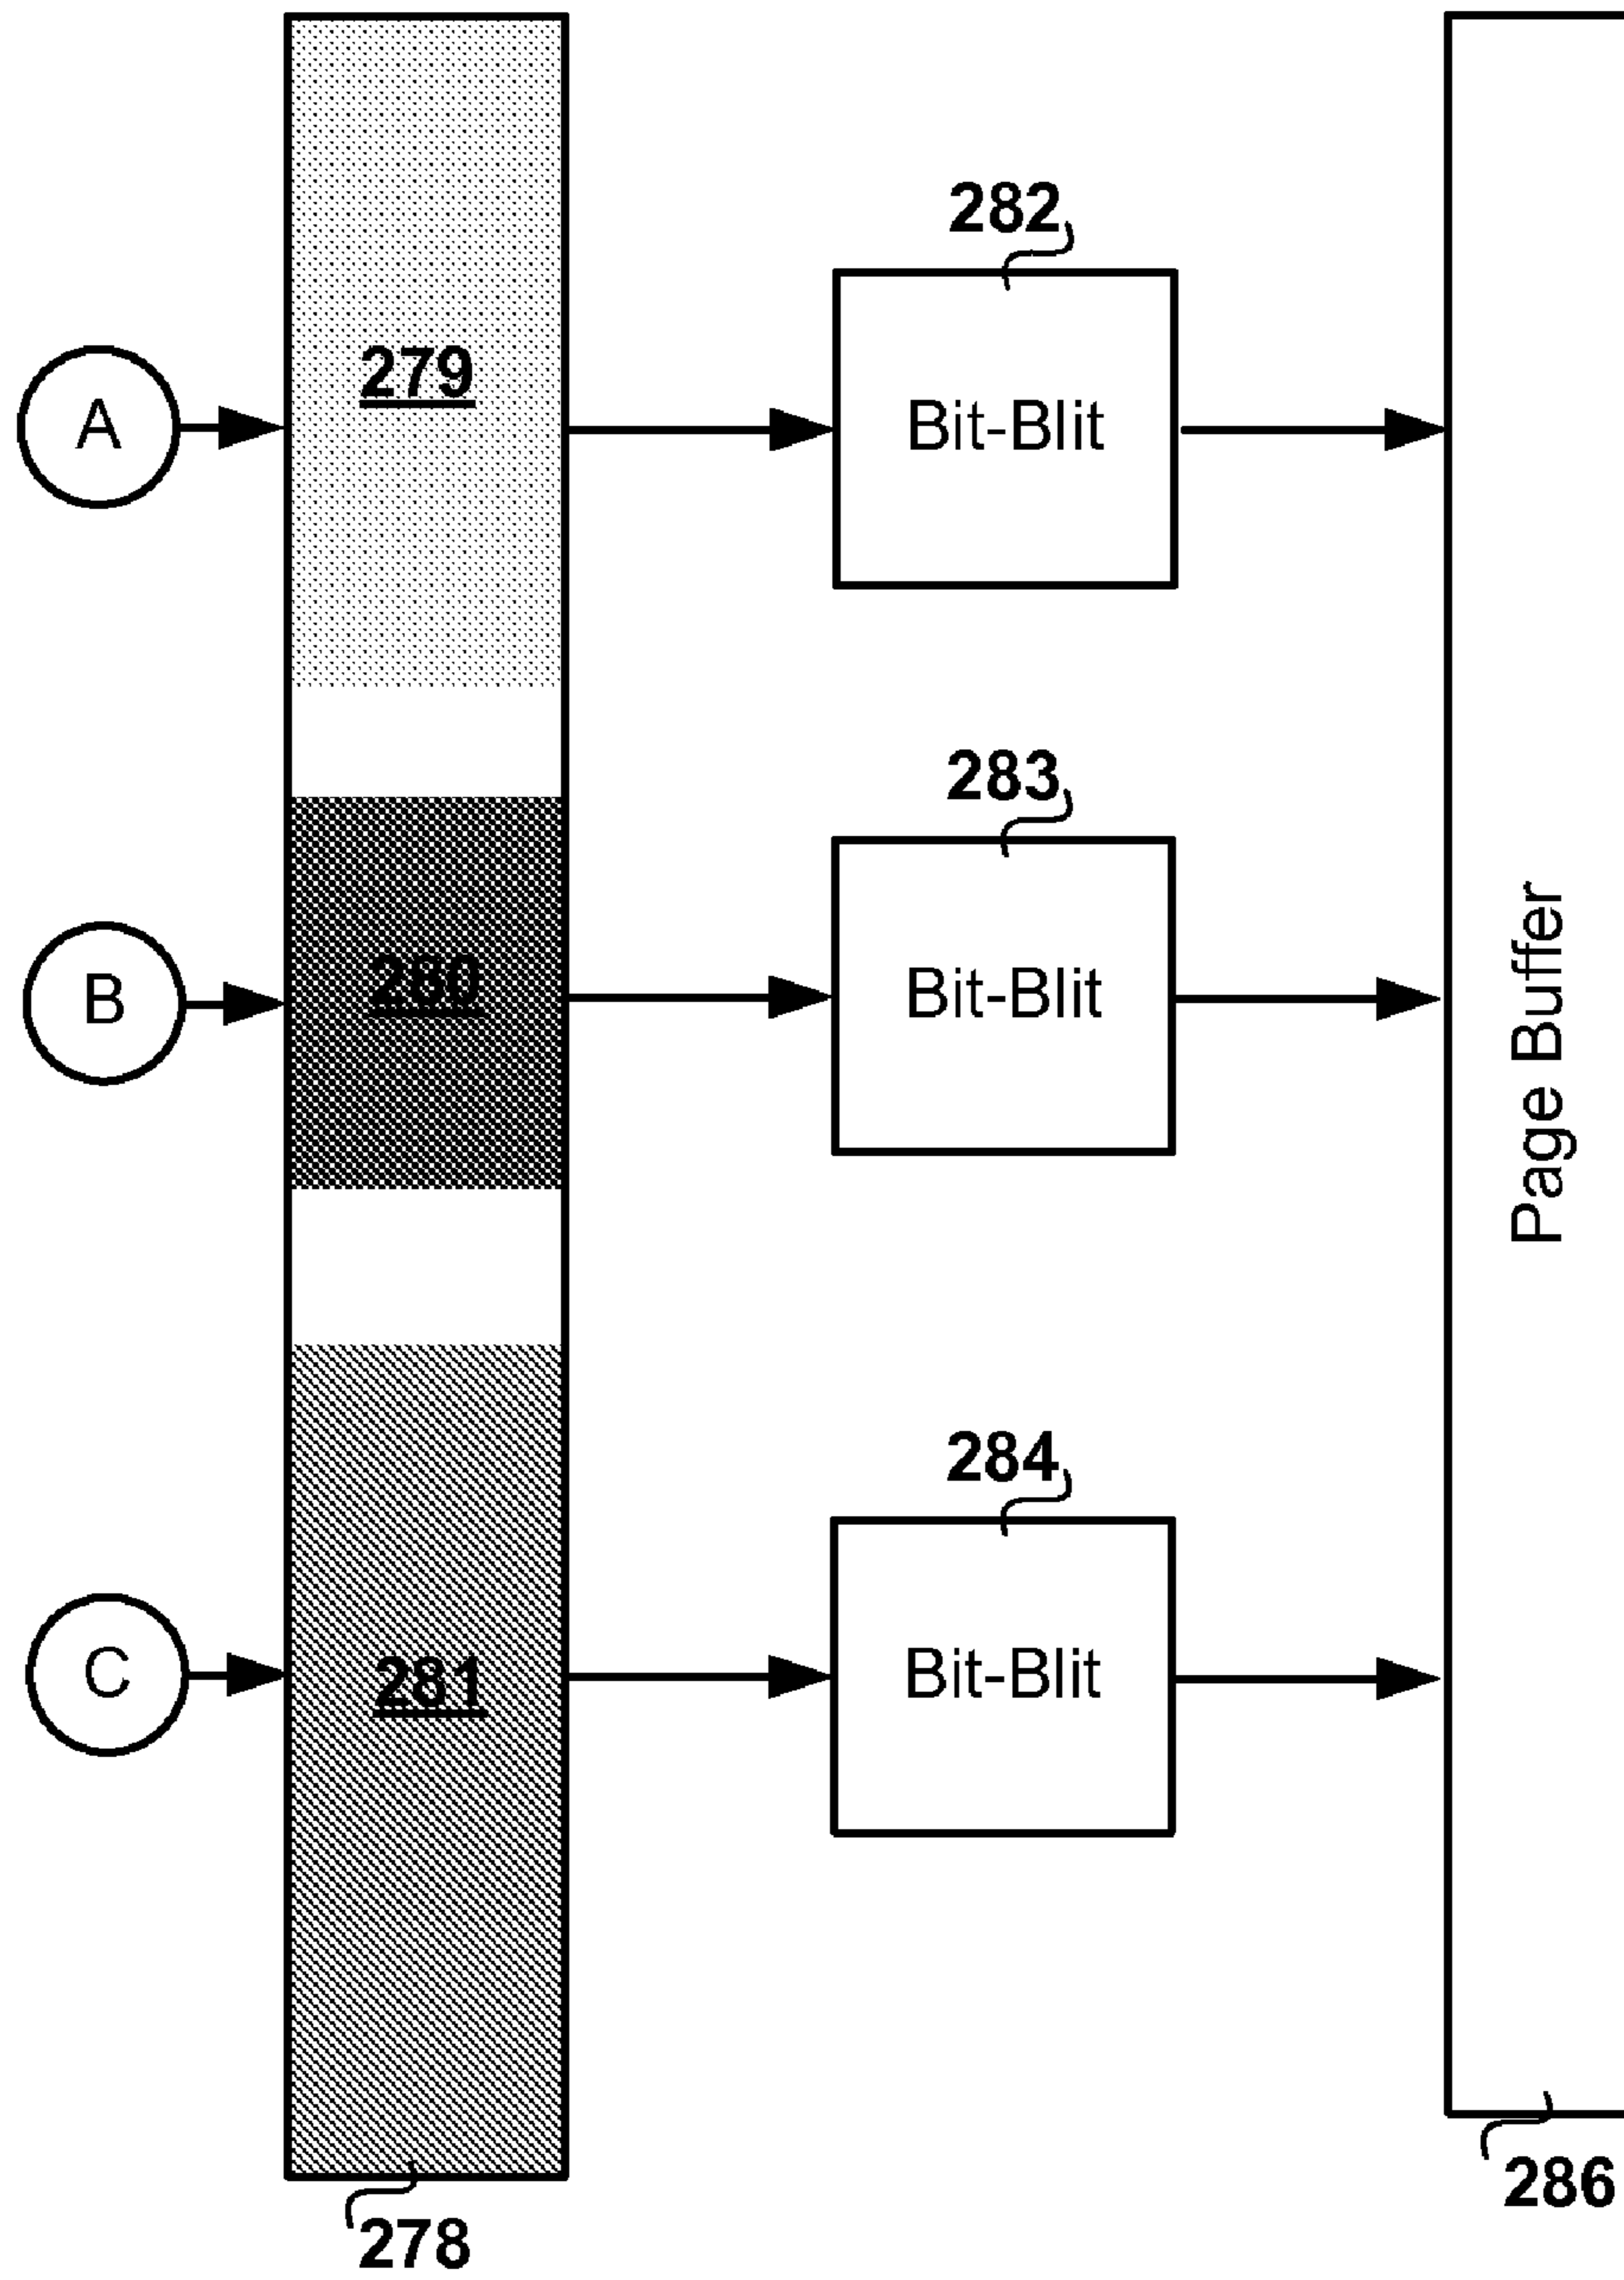 282
279
A
Bit-Blit
283
280
B
Bit-Blit
Page Buffer
284
281
C
Bit-Blit
286
278